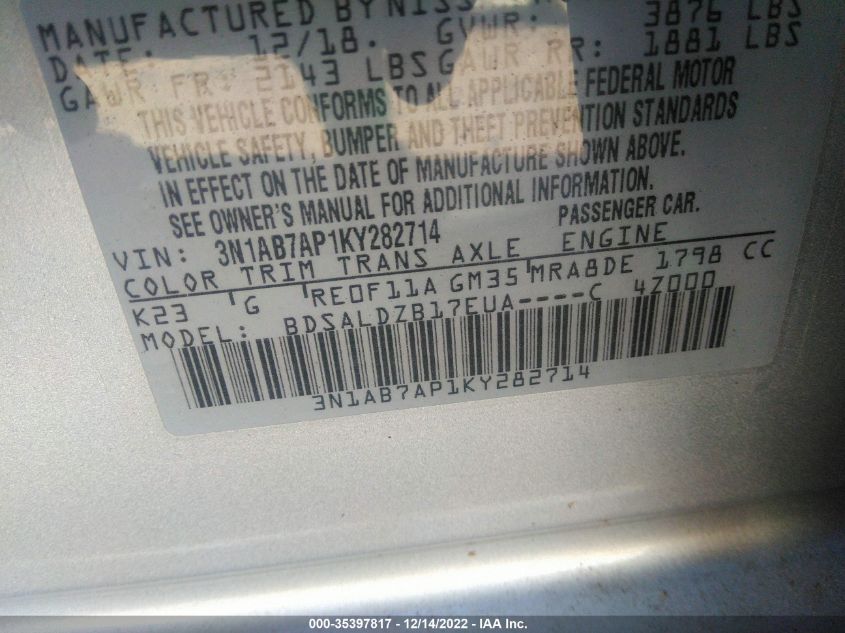 MANUFACTURED BY NISS
DATE: 12/18. GVWR: 3876 LBS
GAWR FR: 2143 LBS GAWR RR: 1881 LBS
THIS VEHICLE CONFORMS TO ALL APPLICABLE FEDERAL MOTOR
VEHICLE SAFETY, BUMPER AND THEFT PREVENTION STANDARDS
IN EFFECT ON THE DATE OF MANUFACTURE SHOWN ABOVE.
SEE OWNER'S MANUAL FOR ADDITIONAL INFORMATION.
VIN: 3N1AB7AP1KY282714 PASSENGER CAR.
COLOR TRIM TRANS AXLE ENGINE
K23 G RE0F11A GM35 MRA8DE 1798 CC
MODEL: BDSALDZB17EUA----C 4Z000
3N1AB7AP1KY282714
000-35397817 - 12/14/2022 - IAA Inc.